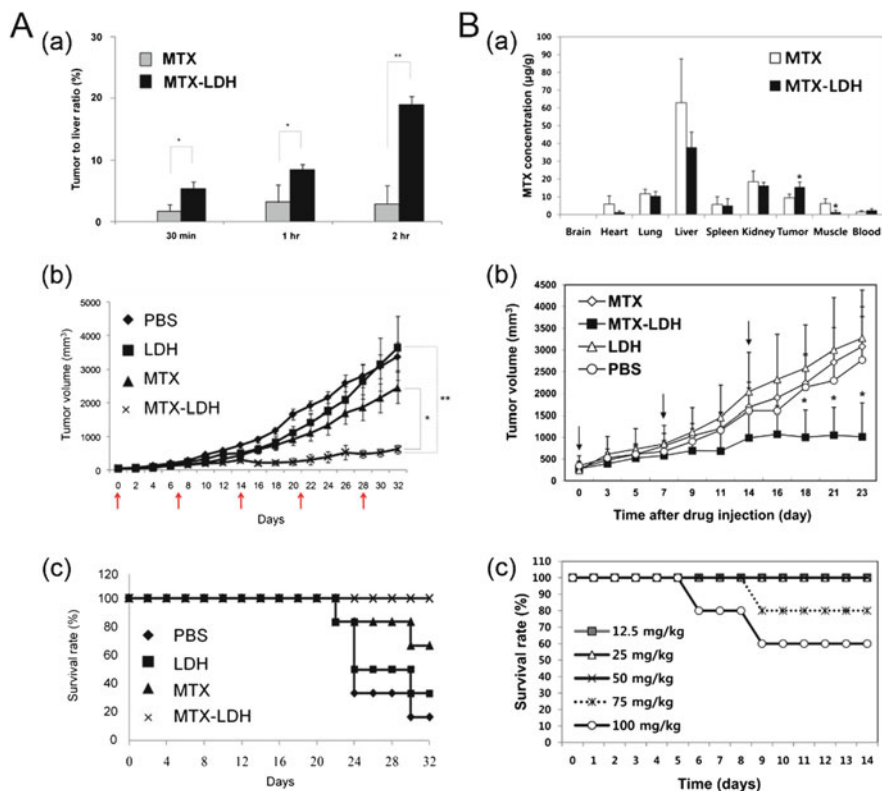 A
(a)
Tumor to liver ratio (%)
30
20
10
0
MTX
MTX-LDH
*
*
**
30 min 1 hr 2 hr
(b)
Tumor volume (mm³)
5000
4000
3000
2000
1000
0
PBS
LDH
MTX
MTX-LDH
*
**
0 2 4 6 8 10 12 14 16 18 20 22 24 26 28 30 32
Days
(c)
Survival rate (%)
120
100
80
60
40
20
0
PBS
LDH
MTX
MTX-LDH
0 4 8 12 16 20 24 28 32
Days
B
(a)
MTX concentration (µg/g)
100
90
80
70
60
50
40
30
20
10
0
MTX
MTX-LDH
*
*
Brain Heart Lung Liver Spleen Kidney Tumor Muscle Blood
(b)
Tumor volume (mm³)
4500
4000
3500
3000
2500
2000
1500
1000
500
0
MTX
MTX-LDH
LDH
PBS
* * *
0 3 5 7 9 11 14 16 18 21 23
Time after drug injection (day)
(c)
Survival rate (%)
110
100
90
80
70
60
50
40
30
20
10
0
12.5 mg/kg
25 mg/kg
50 mg/kg
75 mg/kg
100 mg/kg
0 1 2 3 4 5 6 7 8 9 10 11 12 13 14
Time (days)